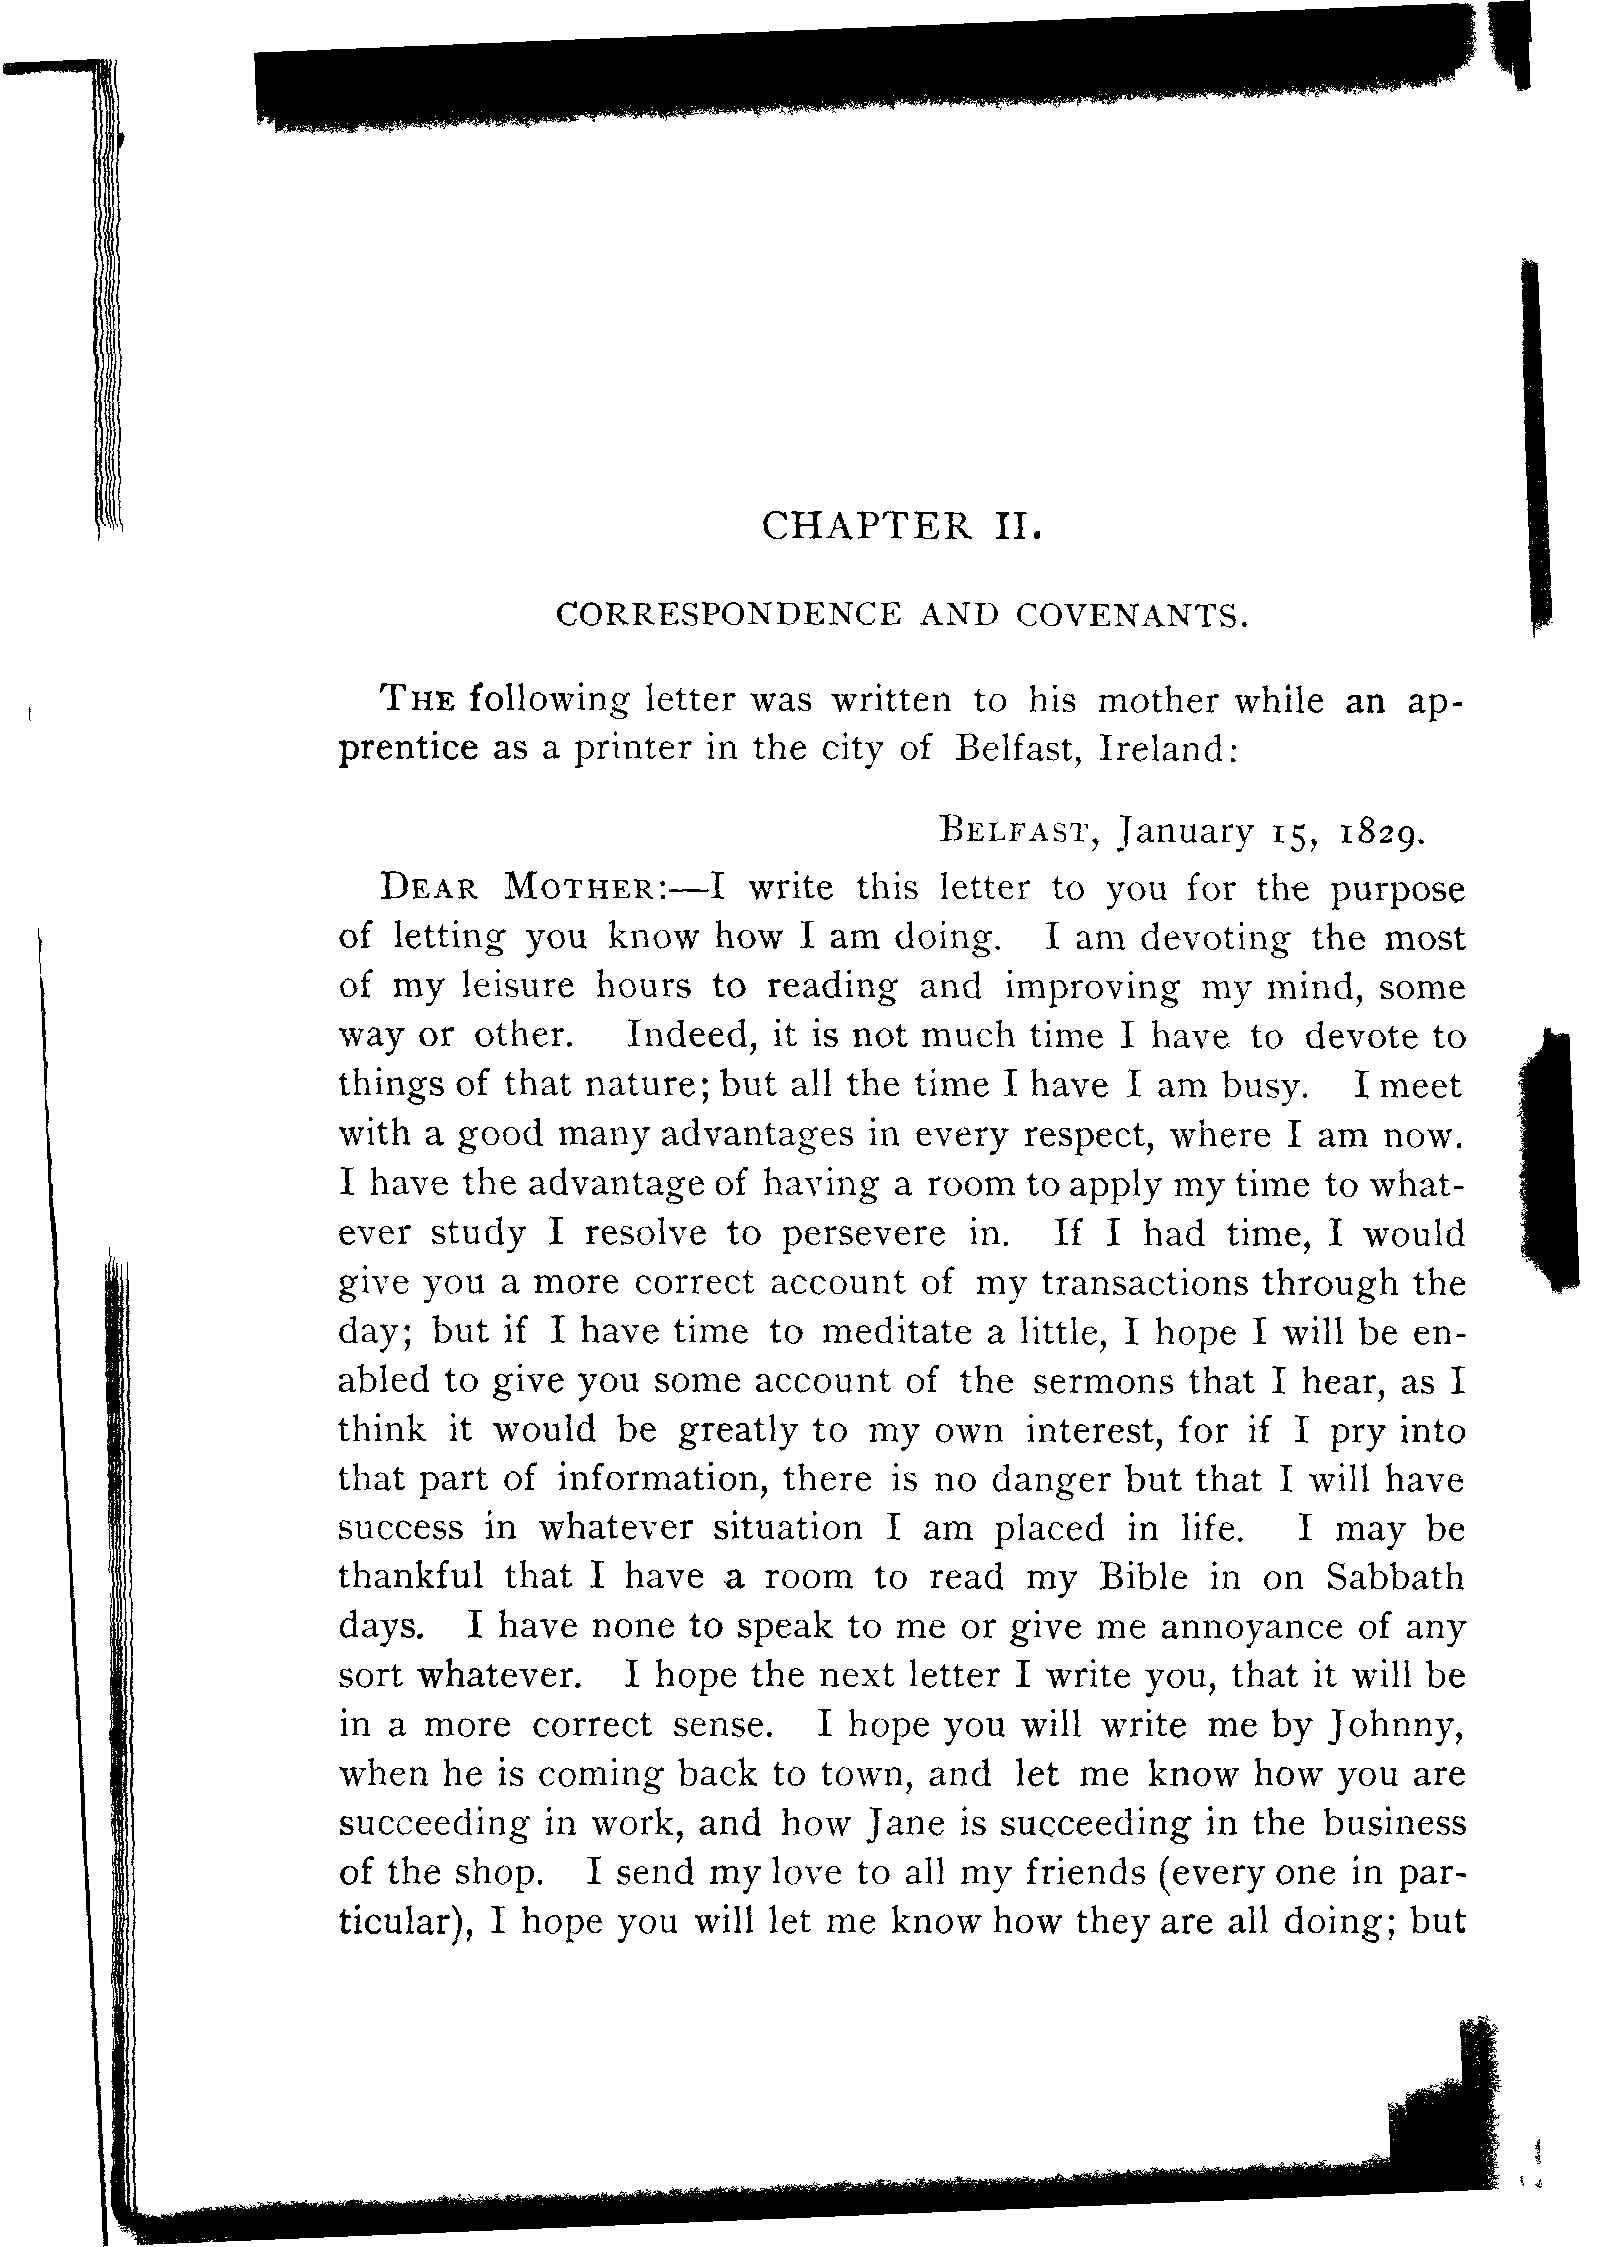 CHAPTER II.
CORRESPONDENCE AND COVENANTS.
THE following letter was written to his mother while an ap-
prentice as a printer in the city of Belfast, Ireland:
BELFAST, January 15, 1829.
DEAR MOTHER:—I write this letter to you for the purpose
of letting you know how I am doing. I am devoting the most
of my leisure hours to reading and improving my mind, some
way or other. Indeed, it is not much time I have to devote to
things of that nature; but all the time I have I am busy. I meet
with a good many advantages in every respect, where I am now.
I have the advantage of having a room to apply my time to what-
ever study I resolve to persevere in. If I had time, I would
give you a more correct account of my transactions through the
day; but if I have time to meditate a little, I hope I will be en-
abled to give you some account of the sermons that I hear, as I
think it would be greatly to my own interest, for if I pry into
that part of information, there is no danger but that I will have
success in whatever situation I am placed in life. I may be
thankful that I have a room to read my Bible in on Sabbath
days. I have none to speak to me or give me annoyance of any
sort whatever. I hope the next letter I write you, that it will be
in a more correct sense. I hope you will write me by Johnny,
when he is coming back to town, and let me know how you are
succeeding in work, and how Jane is succeeding in the business
of the shop. I send my love to all my friends (every one in par-
ticular), I hope you will let me know how they are all doing; but